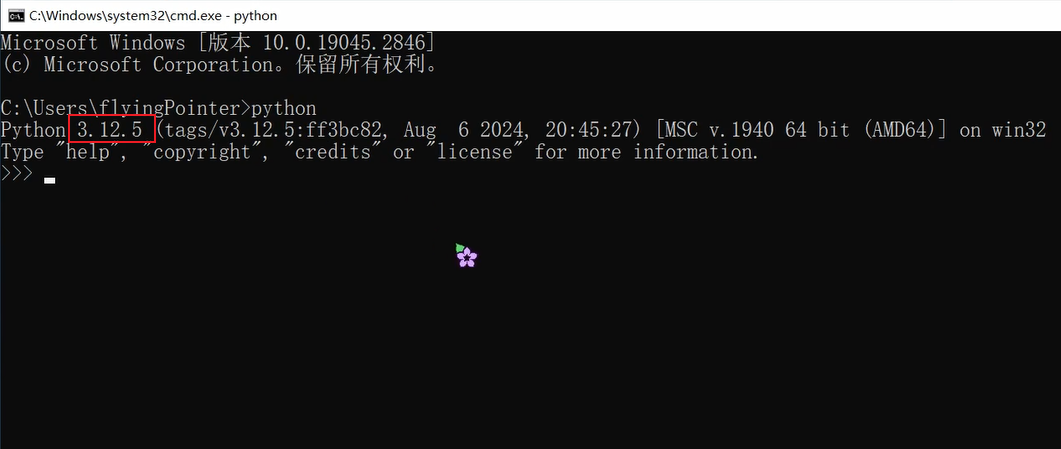 C:\Windows\system32\cmd.exe - python
Microsoft Windows [版本 10.0.19045.2846]
(c) Microsoft Corporation。保留所有权利。
C:\Users\flyingPointer>python
Python 3.12.5 (tags/v3.12.5:ff3bc82, Aug  6 2024, 20:45:27) [MSC v.1940 64 bit (AMD64)] on win32
Type "help", "copyright", "credits" or "license" for more information.
>>>